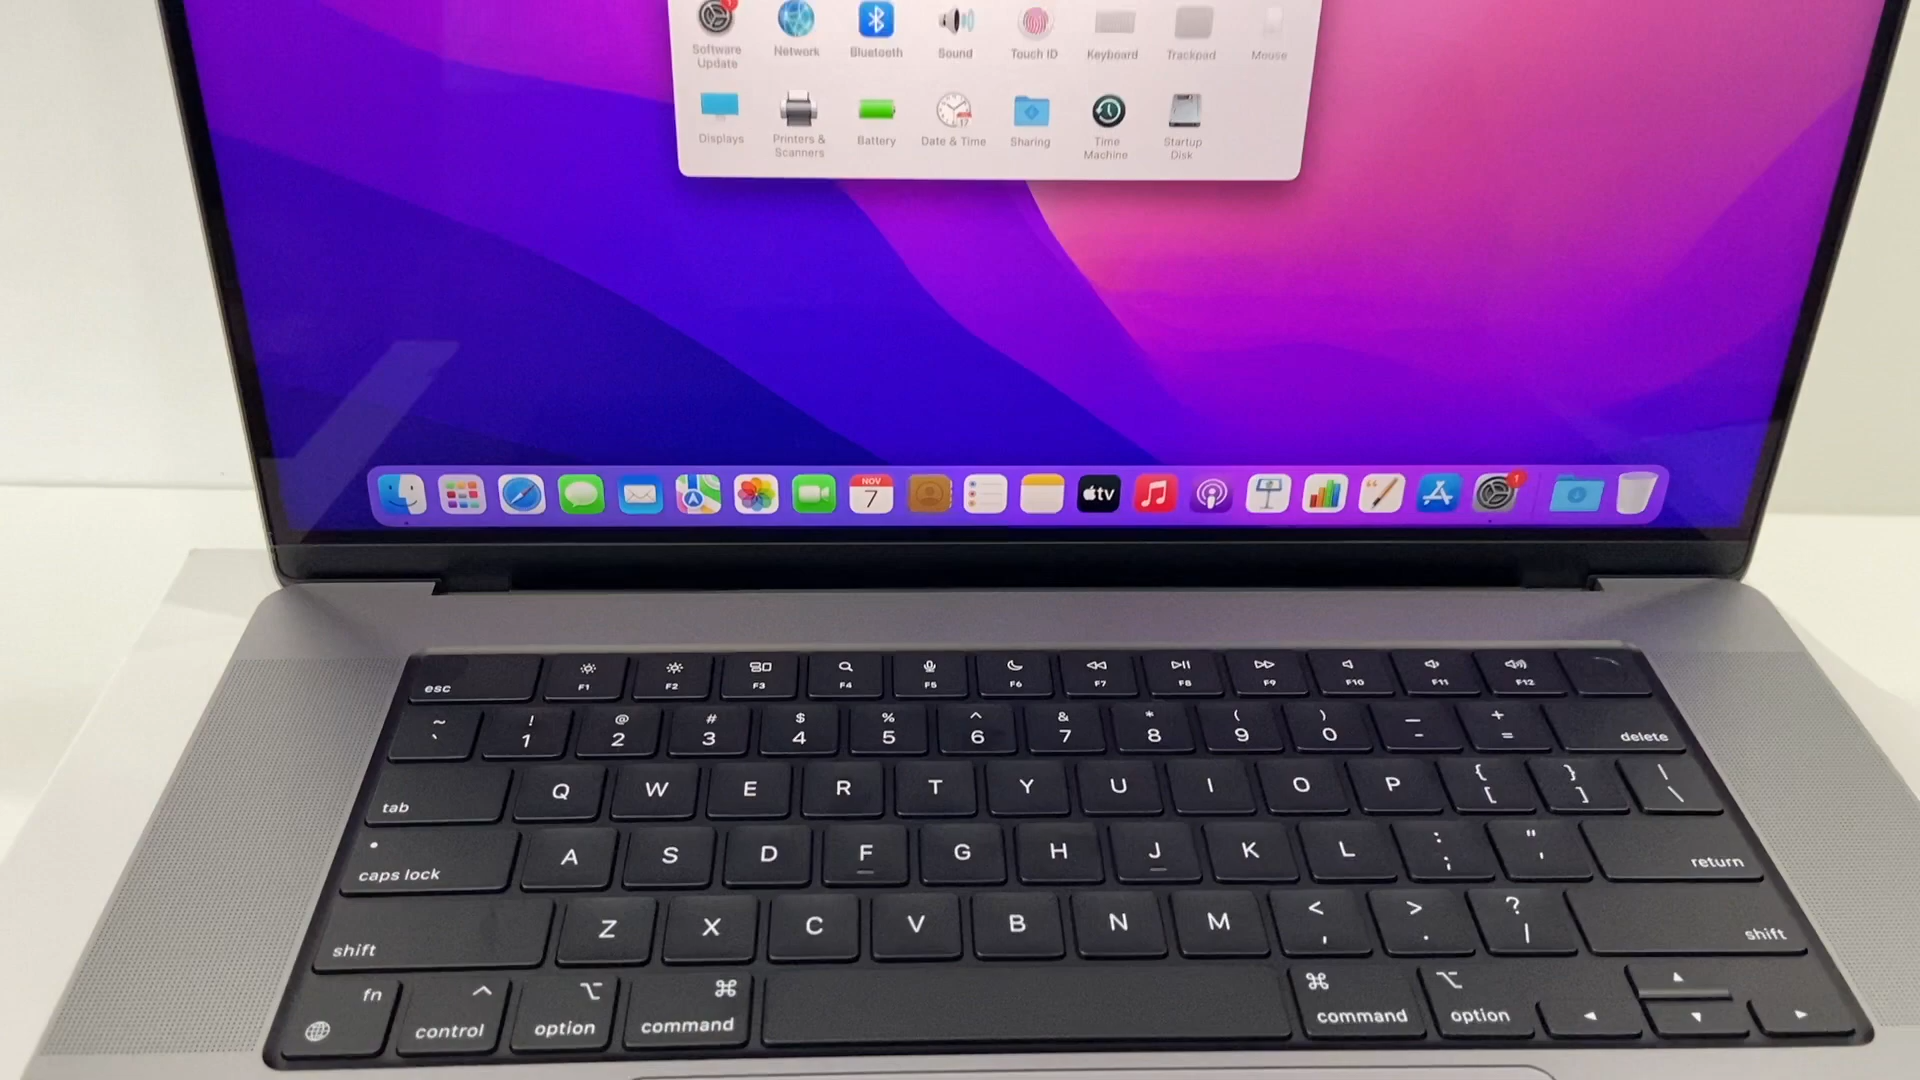 1
Software Update
Network
Bluetooth
Sound
Touch ID
Keyboard
Trackpad
Mouse
Displays
Printers & Scanners
Battery
17
Date & Time
Sharing
Time Machine
Startup Disk
NOV
7
tv
1
esc
F1
F2
F3
F4
F5
F6
F7
F8
F9
F10
F11
F12
~ `
! 1
@ 2
# 3
$ 4
% 5
^ 6
& 7
* 8
( 9
) 0
— -
+ =
delete
tab
Q W E R T Y U I O P
{ [
} ]
| \
caps lock
A S D F G H J K L
: ;
" '
return
shift
Z X C V B N M
< ,
> .
? /
shift
fn
^ control
⌥ option
⌘ command
⌘ command
⌥ option